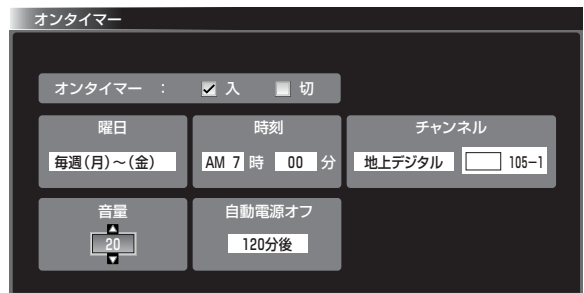 オンタイマー
オンタイマー ： 入 切
曜日 時刻 チャンネル
毎週(月)～(金) AM 7 時 00 分 地上デジタル 105-1
音量 自動電源オフ
20 120分後